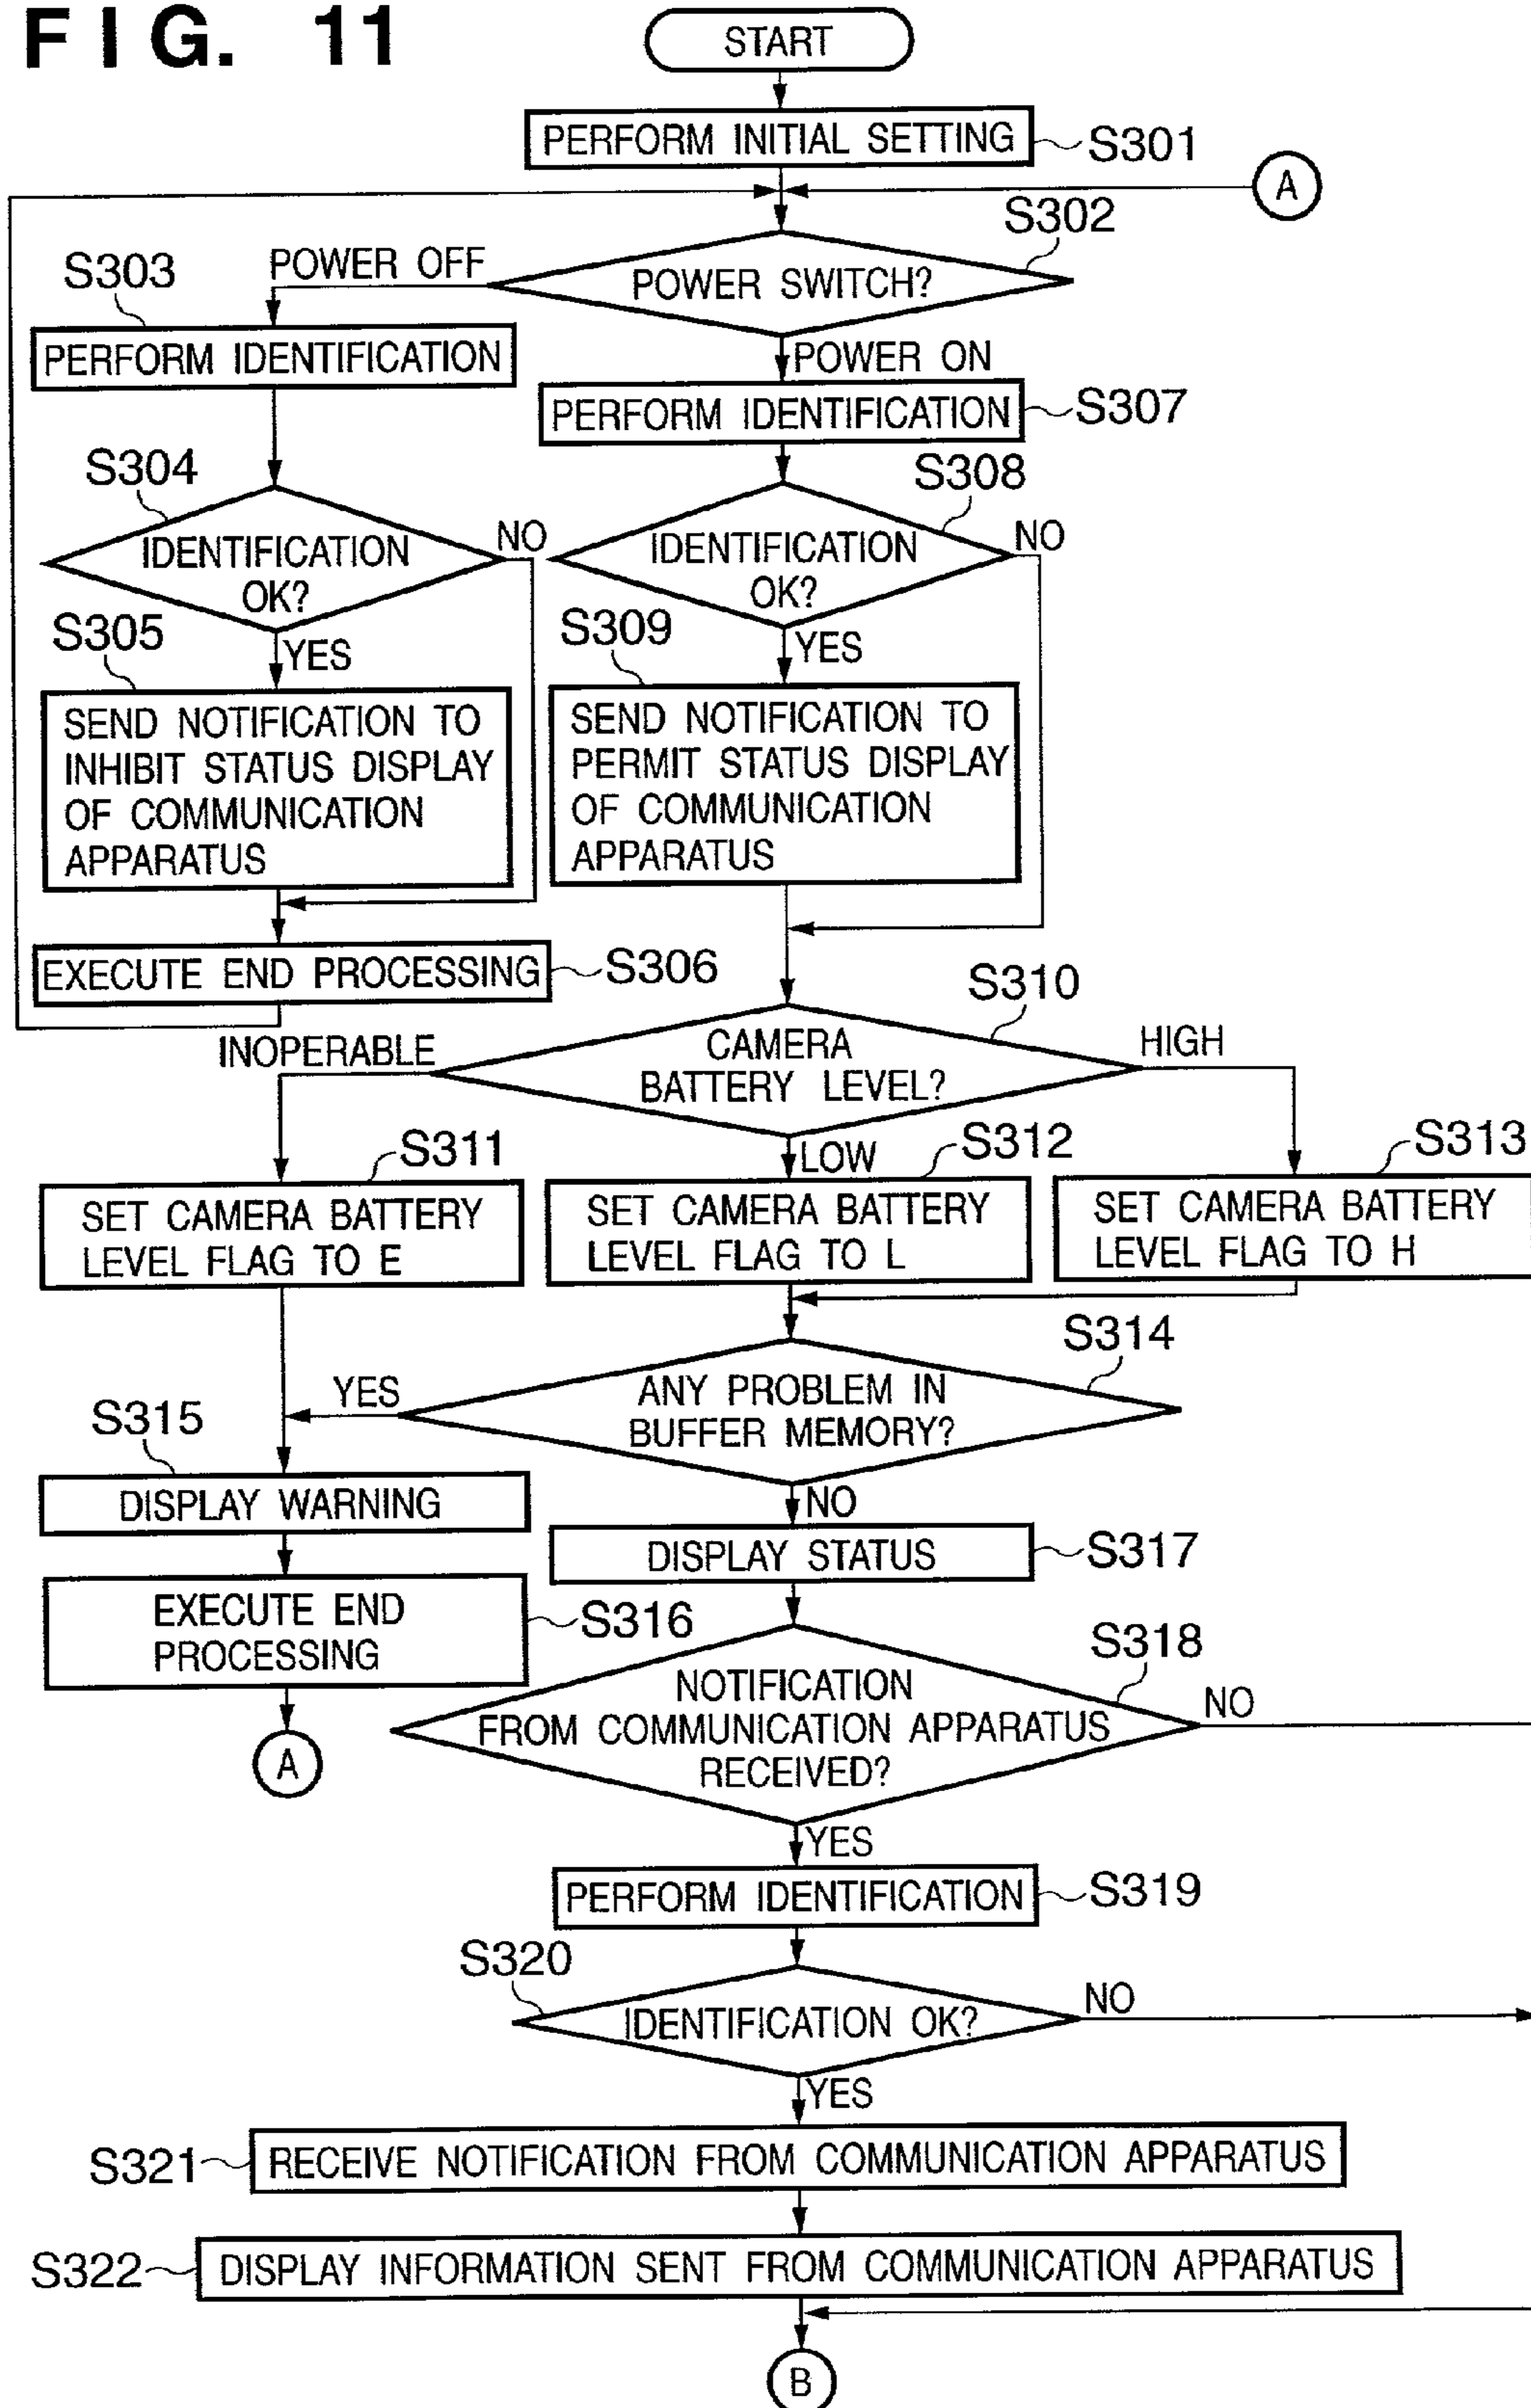 FIG. 11
START
PERFORM INITIAL SETTING
S301
A
S302
POWER SWITCH?
POWER OFF
S303
PERFORM IDENTIFICATION
POWER ON
PERFORM IDENTIFICATION
S307
S304
IDENTIFICATION
OK?
NO
S308
IDENTIFICATION
OK?
NO
S305
YES
SEND NOTIFICATION TO
INHIBIT STATUS DISPLAY
OF COMMUNICATION
APPARATUS
S309
YES
SEND NOTIFICATION TO
PERMIT STATUS DISPLAY
OF COMMUNICATION
APPARATUS
EXECUTE END PROCESSING
S306
S310
CAMERA
BATTERY LEVEL?
INOPERABLE
HIGH
S311
SET CAMERA BATTERY
LEVEL FLAG TO E
LOW
S312
SET CAMERA BATTERY
LEVEL FLAG TO L
S313
SET CAMERA BATTERY
LEVEL FLAG TO H
S314
ANY PROBLEM IN
BUFFER MEMORY?
YES
S315
DISPLAY WARNING
NO
DISPLAY STATUS
S317
EXECUTE END
PROCESSING
S316
A
S318
NOTIFICATION
FROM COMMUNICATION APPARATUS
RECEIVED?
NO
YES
PERFORM IDENTIFICATION
S319
S320
IDENTIFICATION OK?
NO
YES
S321
RECEIVE NOTIFICATION FROM COMMUNICATION APPARATUS
S322
DISPLAY INFORMATION SENT FROM COMMUNICATION APPARATUS
B